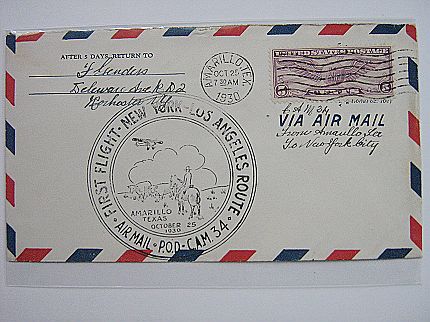 AFTER 5 DAYS, RETURN TO
AMARILLO, TEX.
OCT 25
7:30 AM
1930
UNITED STATES POSTAGE
VIA AIR MAIL
From Amarillo, Tex
To New York City
FIRST FLIGHT · NEW YORK - LOS ANGELES ROUTE
AMARILLO
TEXAS
OCTOBER 25
1930
· AIR MAIL · P·O·D· - C·A·M· 34 ·